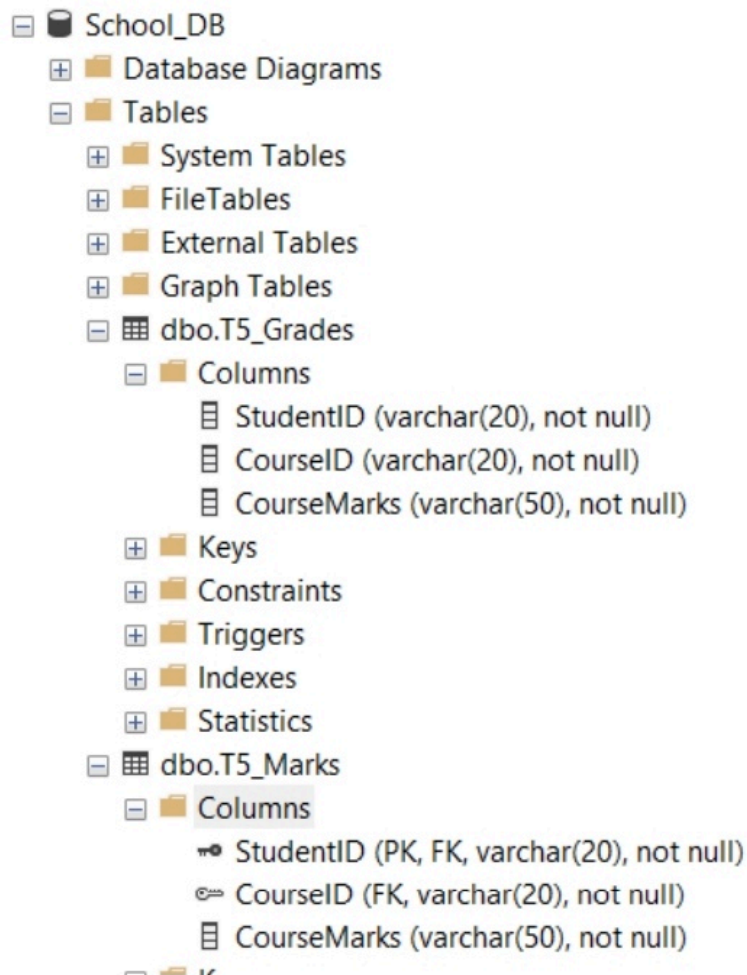 School_DB
Database Diagrams
Tables
System Tables
FileTables
External Tables
Graph Tables
dbo.T5_Grades
Columns
StudentID (varchar(20), not null)
CourseID (varchar(20), not null)
CourseMarks (varchar(50), not null)
Keys
Constraints
Triggers
Indexes
Statistics
dbo.T5_Marks
Columns
StudentID (PK, FK, varchar(20), not null)
CourseID (FK, varchar(20), not null)
CourseMarks (varchar(50), not null)